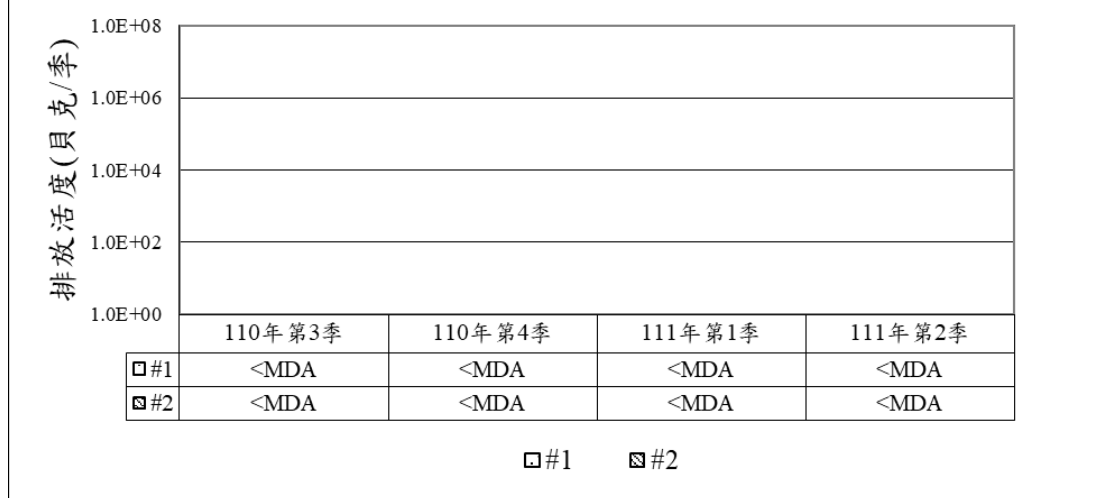 排放活度(貝克/季)
1.0E+08
1.0E+06
1.0E+04
1.0E+02
1.0E+00
110年第3季 110年第4季 111年第1季 111年第2季
#1 <MDA <MDA <MDA <MDA
#2 <MDA <MDA <MDA <MDA
#1 #2